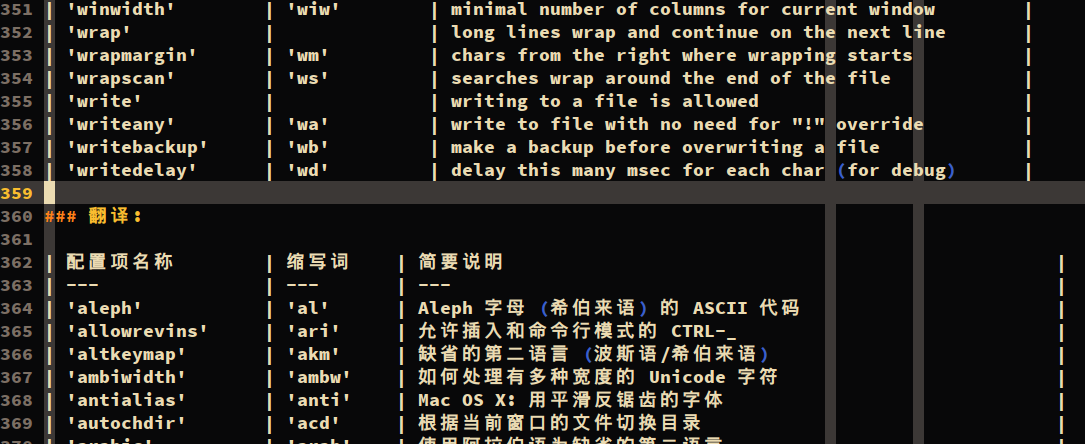 351 | 'winwidth' | 'wiw' | minimal number of columns for current window |
352 | 'wrap' | | long lines wrap and continue on the next line |
353 | 'wrapmargin' | 'wm' | chars from the right where wrapping starts |
354 | 'wrapscan' | 'ws' | searches wrap around the end of the file |
355 | 'write' | | writing to a file is allowed |
356 | 'writeany' | 'wa' | write to file with no need for "!" override |
357 | 'writebackup' | 'wb' | make a backup before overwriting a file |
358 | 'writedelay' | 'wd' | delay this many msec for each char (for debug) |
359
360 ### 翻译:
361
362 | 配置项名称 | 缩写词 | 简要说明 |
363 | --- | --- | --- |
364 | 'aleph' | 'al' | Aleph 字母 (希伯来语) 的 ASCII 代码 |
365 | 'allowrevins' | 'ari' | 允许插入和命令行模式的 CTRL-_ |
366 | 'altkeymap' | 'akm' | 缺省的第二语言 (波斯语/希伯来语) |
367 | 'ambiwidth' | 'ambw' | 如何处理有多种宽度的 Unicode 字符 |
368 | 'antialias' | 'anti' | Mac OS X: 用平滑反锯齿的字体 |
369 | 'autochdir' | 'acd' | 根据当前窗口的文件切换目录 |